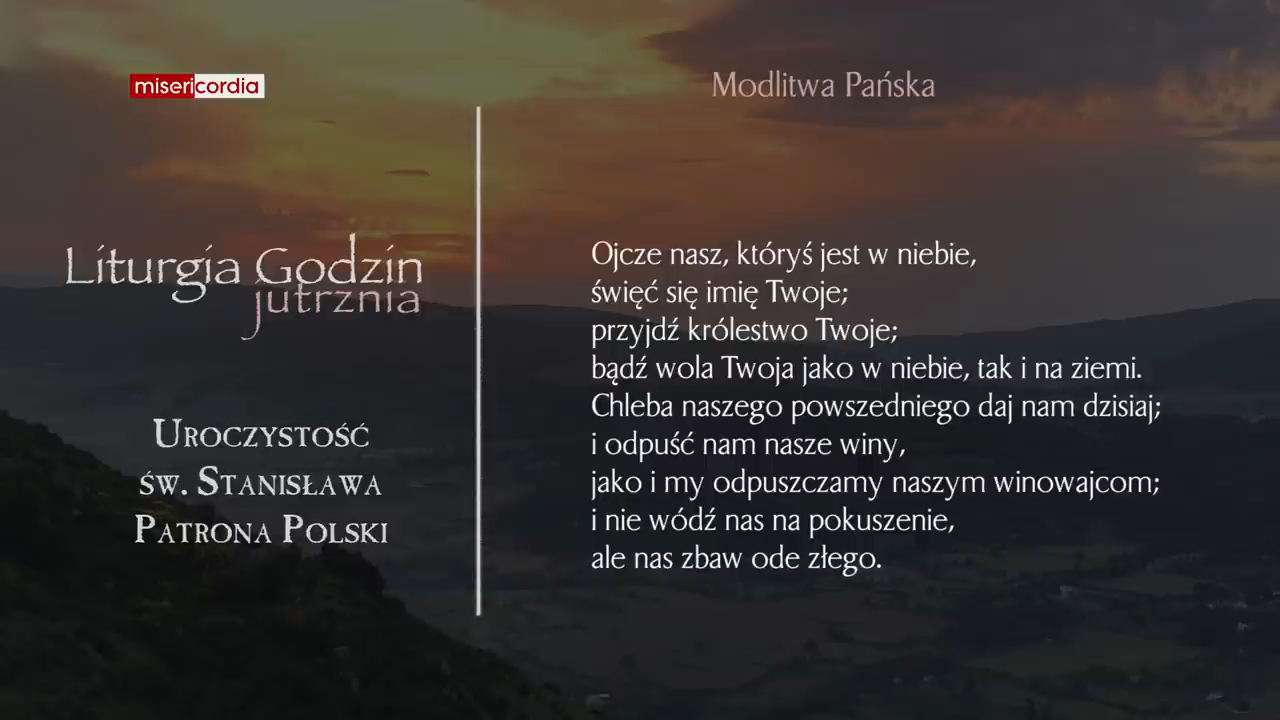 misericordia
Liturgia Godzin
jutrznia
Uroczystość
św. Stanisława
Patrona Polski
Modlitwa Pańska
Ojcze nasz, któryś jest w niebie,
święć się imię Twoje;
przyjdź królestwo Twoje;
bądź wola Twoja jako w niebie, tak i na ziemi.
Chleba naszego powszedniego daj nam dzisiaj;
i odpuść nam nasze winy,
jako i my odpuszczamy naszym winowajcom;
i nie wódź nas na pokuszenie,
ale nas zbaw ode złego.